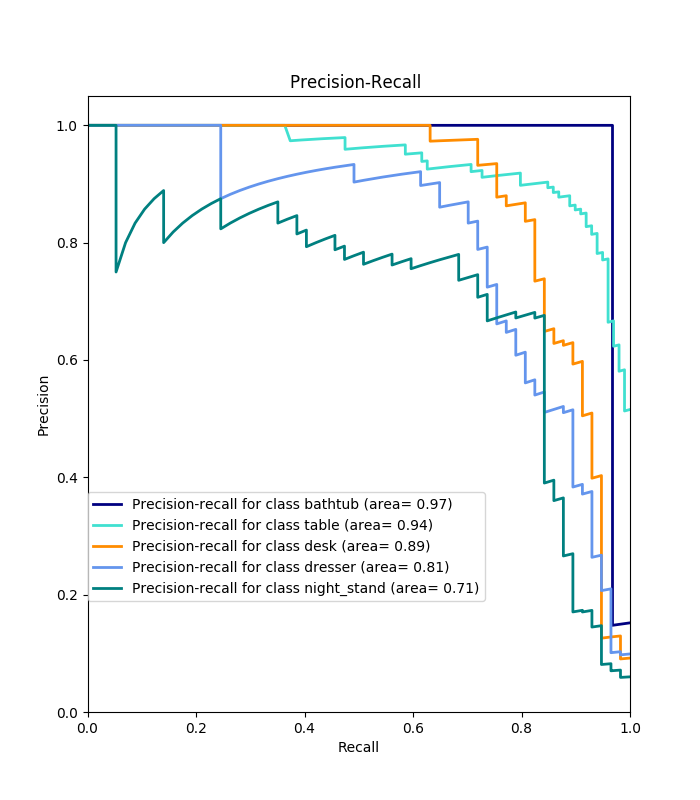 Precision-Recall
1.0
0.8
0.6
0.4
0.2
0.0
Precision
Precision-recall for class bathtub (area= 0.97)
Precision-recall for class table (area= 0.94)
Precision-recall for class desk (area= 0.89)
Precision-recall for class dresser (area= 0.81)
Precision-recall for class night_stand (area= 0.71)
0.0 0.2 0.4 0.6 0.8 1.0
Recall